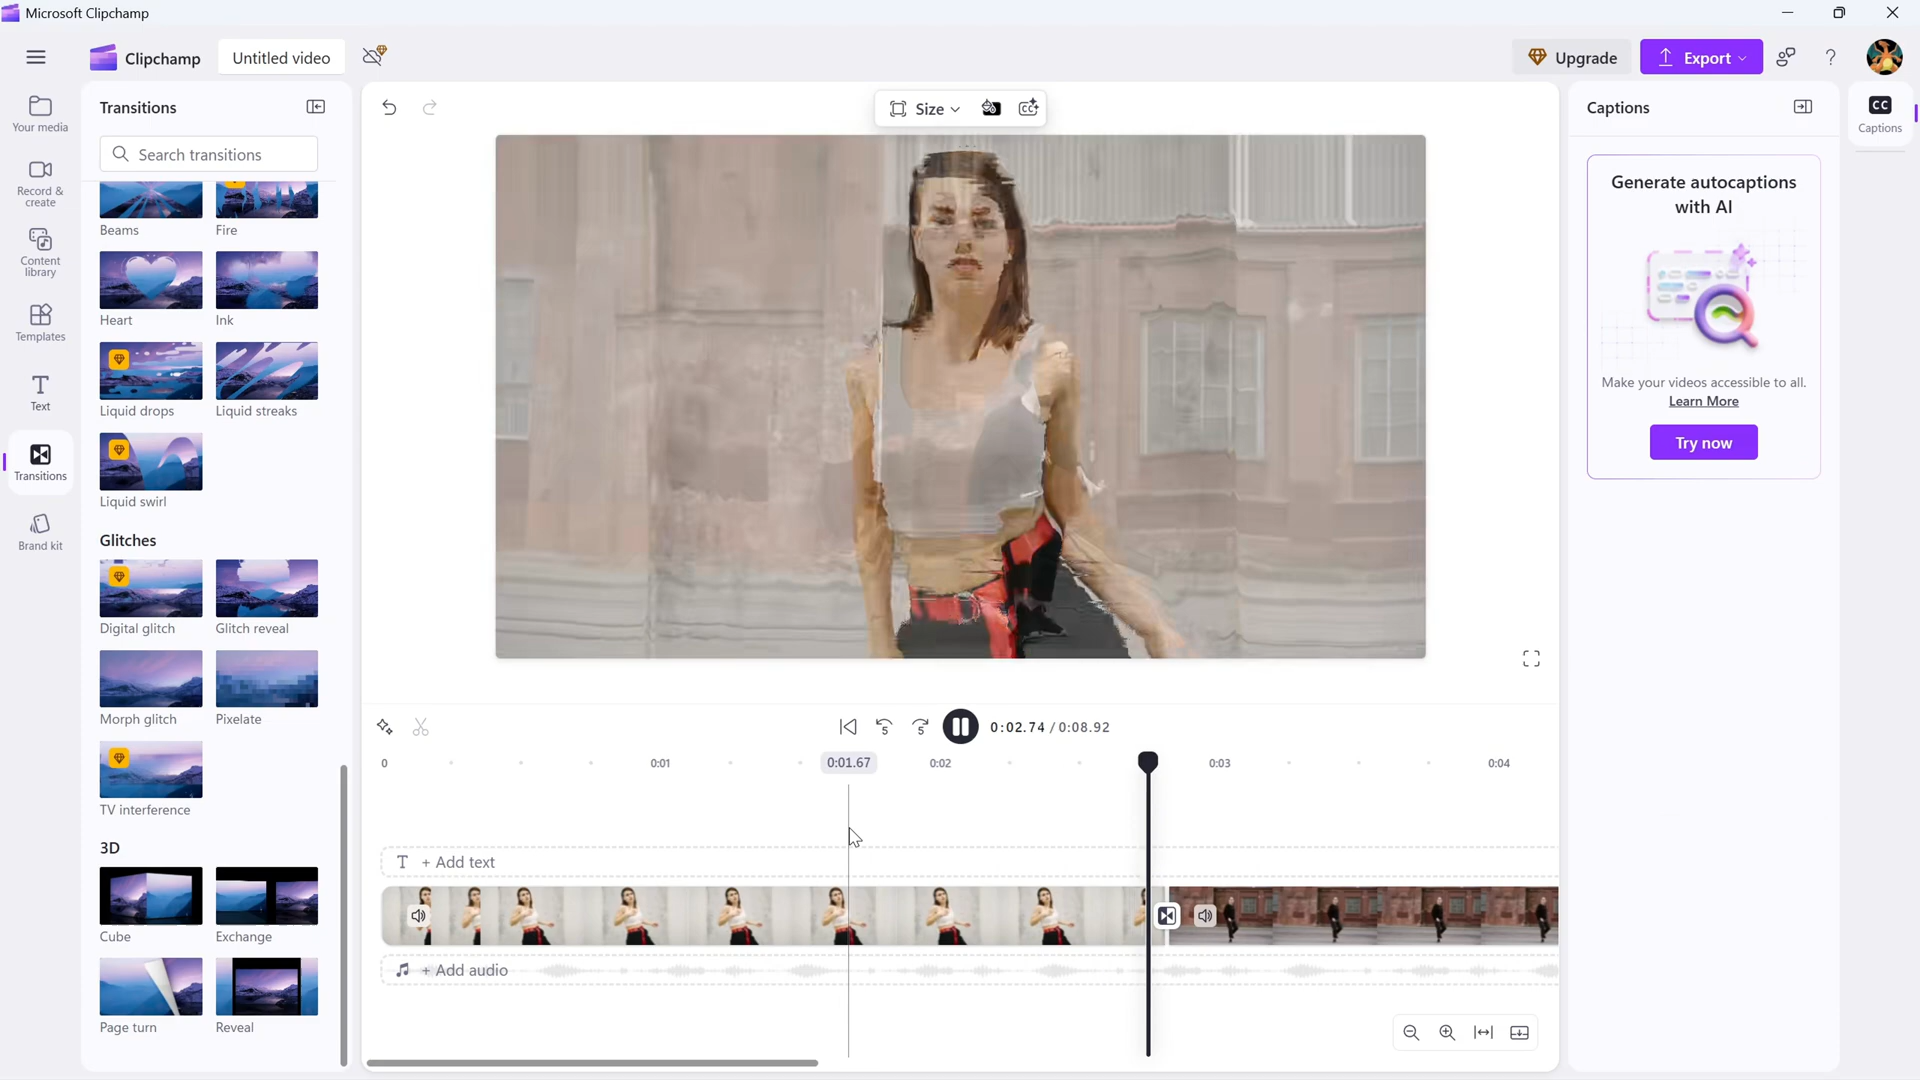 Microsoft Clipchamp
Clipchamp
Untitled video
Upgrade
Export
Your media
Record & create
Content library
Templates
Text
Transitions
Brand kit
Transitions
Search transitions
Beams
Fire
Heart
Ink
Liquid drops
Liquid streaks
Liquid swirl
Glitches
Digital glitch
Glitch reveal
Morph glitch
Pixelate
TV interference
3D
Cube
Exchange
Page turn
Reveal
Size
CC
5
5
0:02.74 / 0:08.92
0
0:01
0:01.67
0:02
0:03
0:04
T + Add text
+ Add audio
Captions
Generate autocaptions
with AI
Make your videos accessible to all.
Learn More
Try now
CC
Captions
?